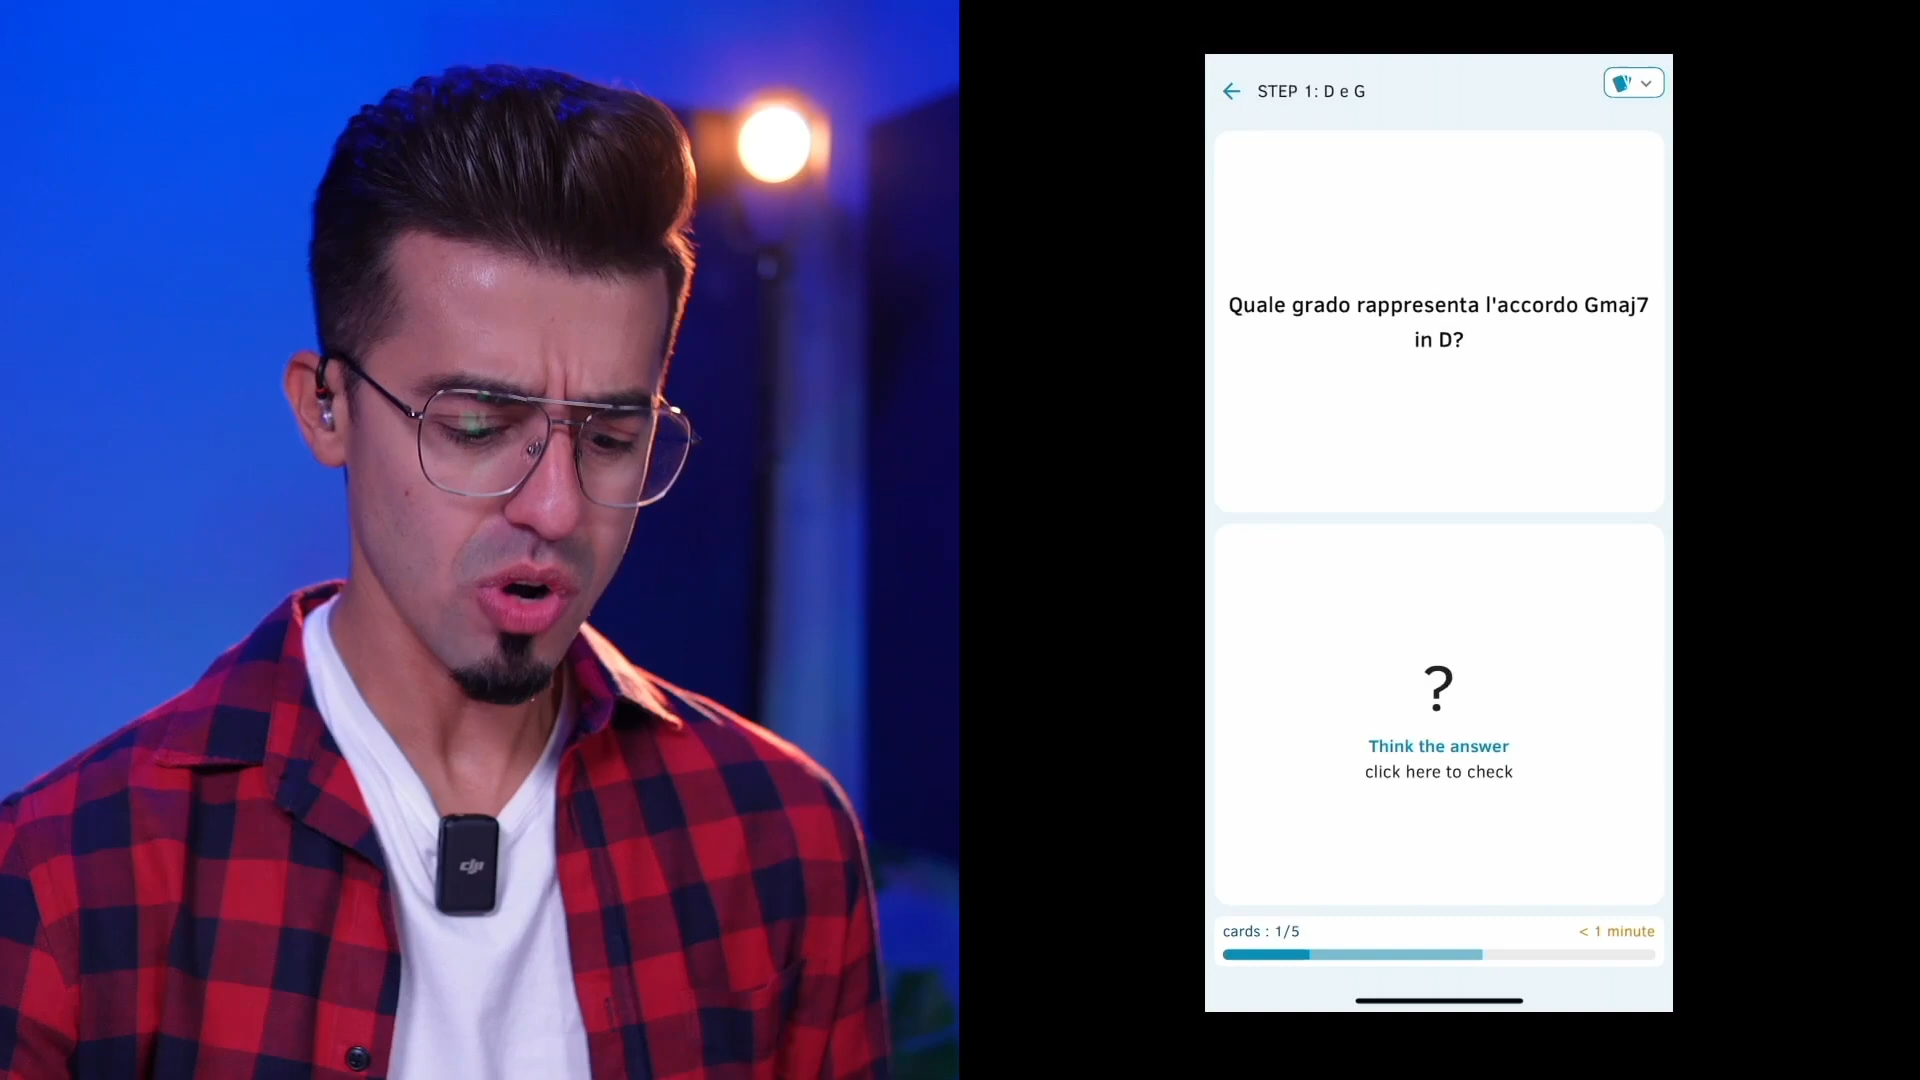 STEP 1: D e G
Quale grado rappresenta l'accordo Gmaj7
in D?
?
Think the answer
click here to check
cards : 1/5
< 1 minute
dji